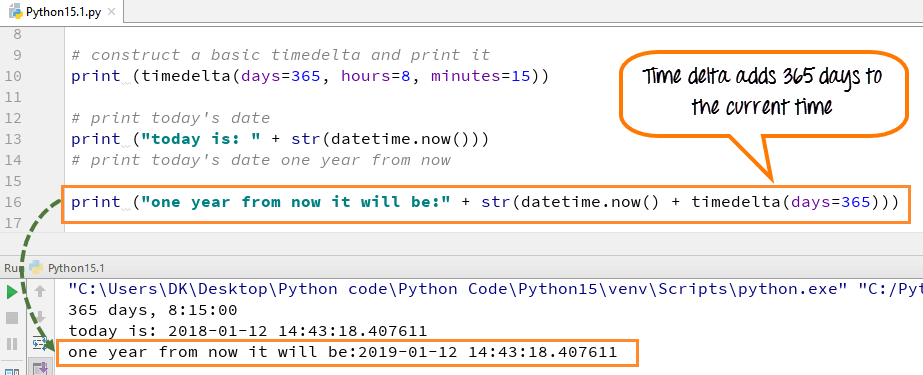 Python15.1.py ×
8
9 # construct a basic timedelta and print it
10 print (timedelta(days=365, hours=8, minutes=15))
11
12 # print today's date
13 print ("today is: " + str(datetime.now()))
14 # print today's date one year from now
15
16 print ("one year from now it will be:" + str(datetime.now() + timedelta(days=365)))
17
Time delta adds 365 days to
the current time
Run Python15.1
"C:\Users\DK\Desktop\Python code\Python Code\Python15\venv\Scripts\python.exe" "C:/Pyt
365 days, 8:15:00
today is: 2018-01-12 14:43:18.407611
one year from now it will be:2019-01-12 14:43:18.407611